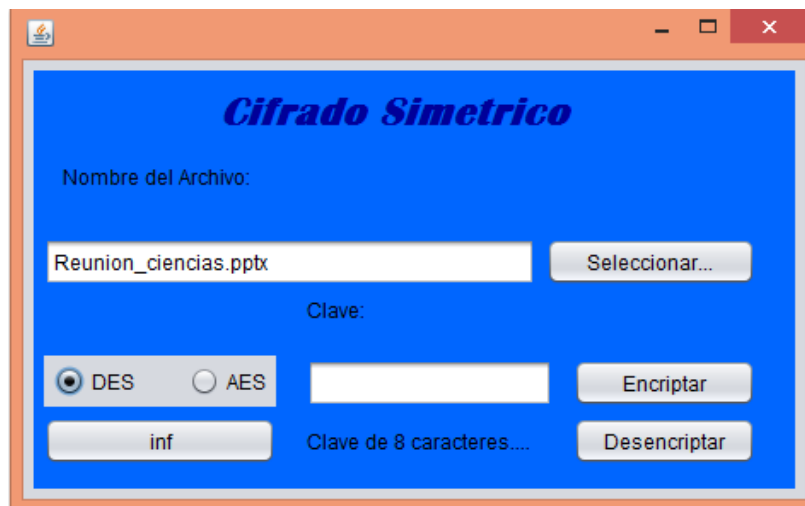 Cifrado Simetrico
Nombre del Archivo:
Reunion_ciencias.pptx
Seleccionar...
Clave:
DES
AES
Encriptar
inf
Clave de 8 caracteres....
Desencriptar